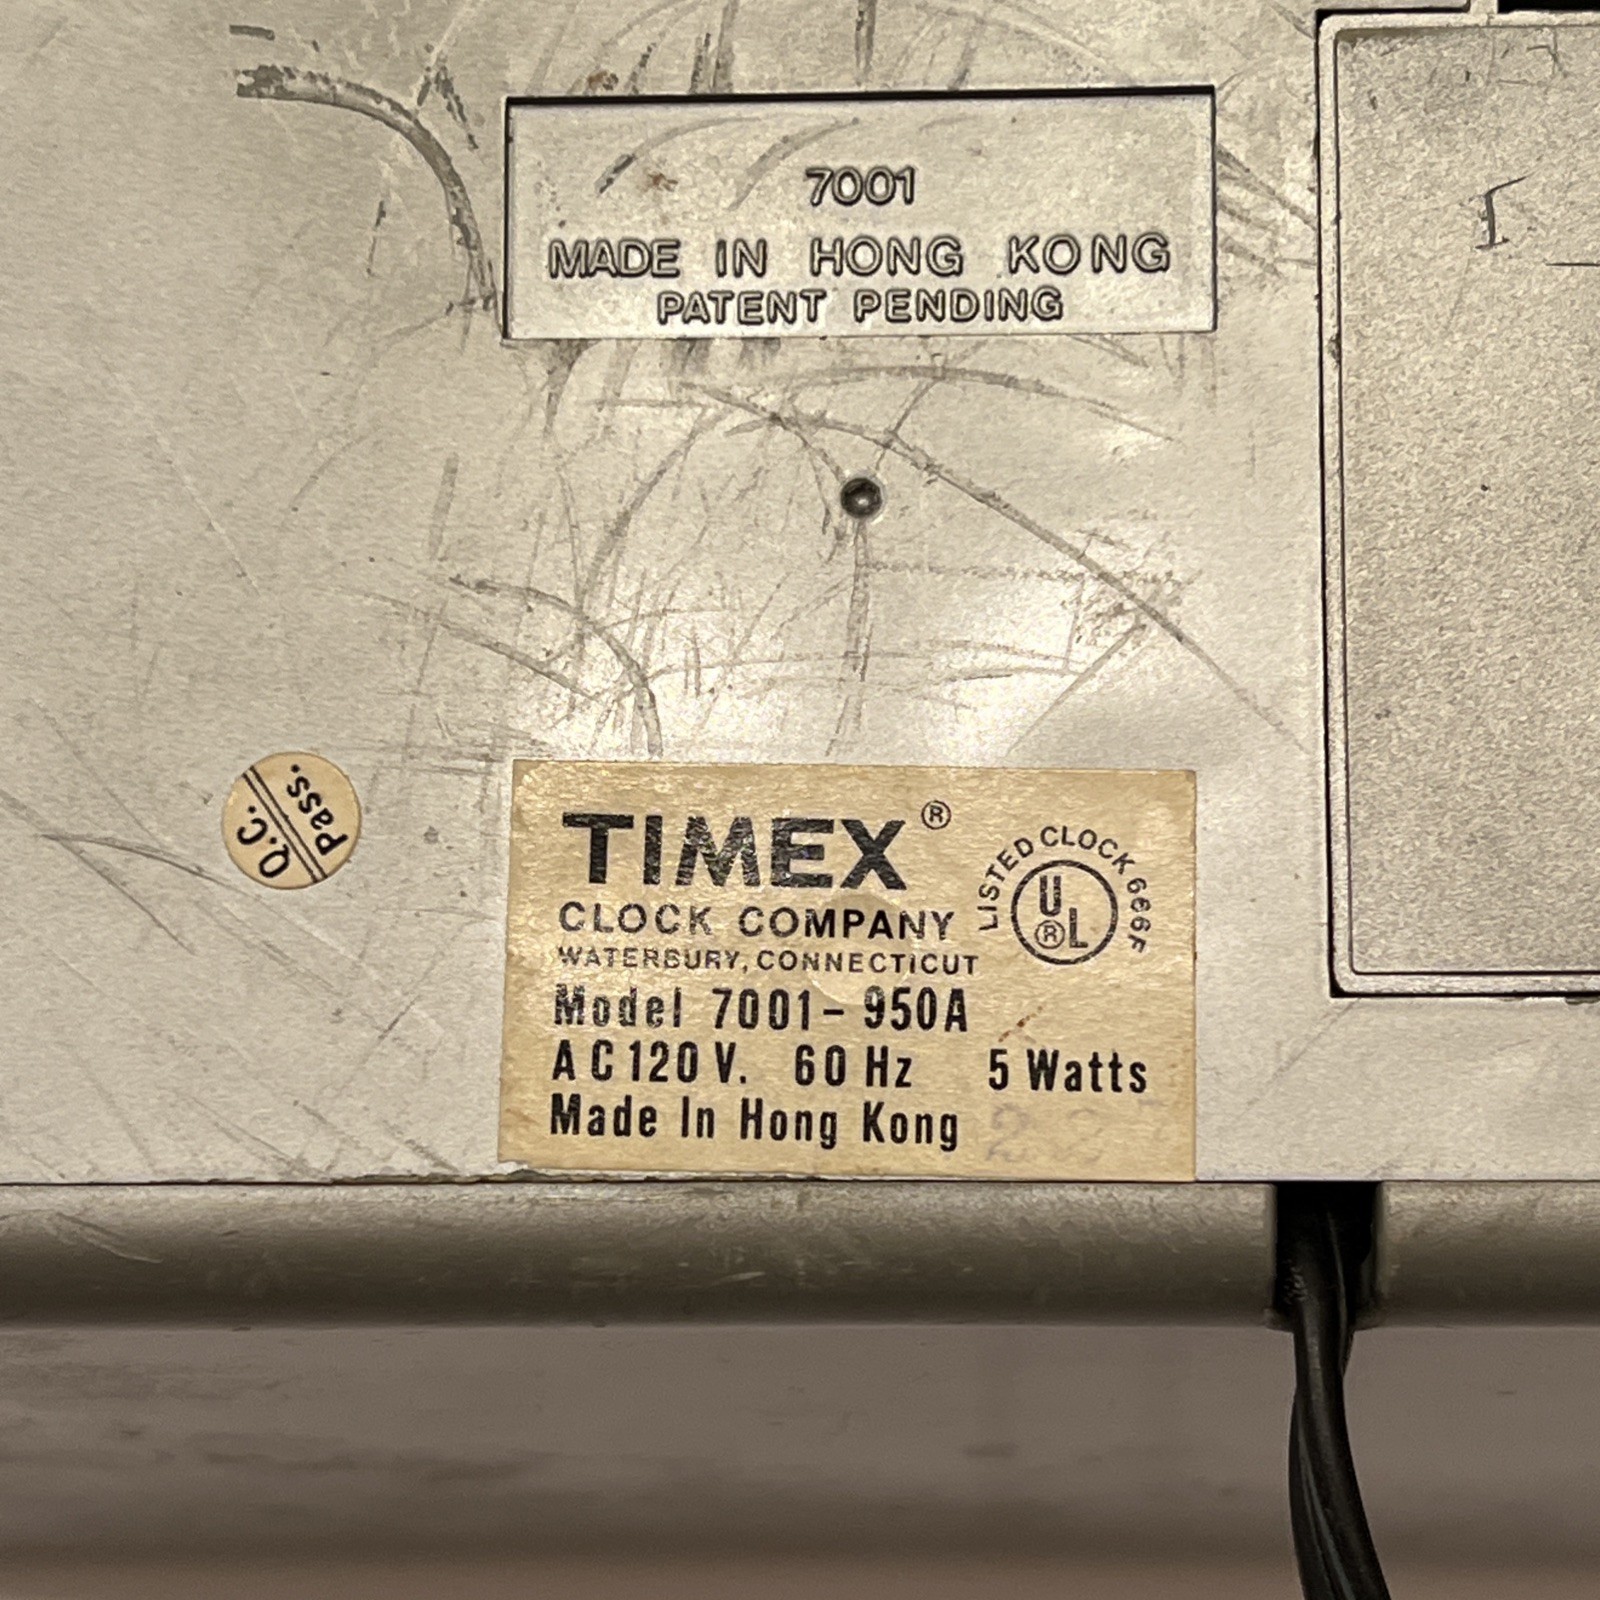 7001
MADE IN HONG KONG
PATENT PENDING
Q.C.
Pass.
TIMEX®
CLOCK COMPANY
WATERBURY, CONNECTICUT
LISTED CLOCK 666F
UL®
Model 7001-950A
AC 120 V. 60 Hz 5 Watts
Made In Hong Kong